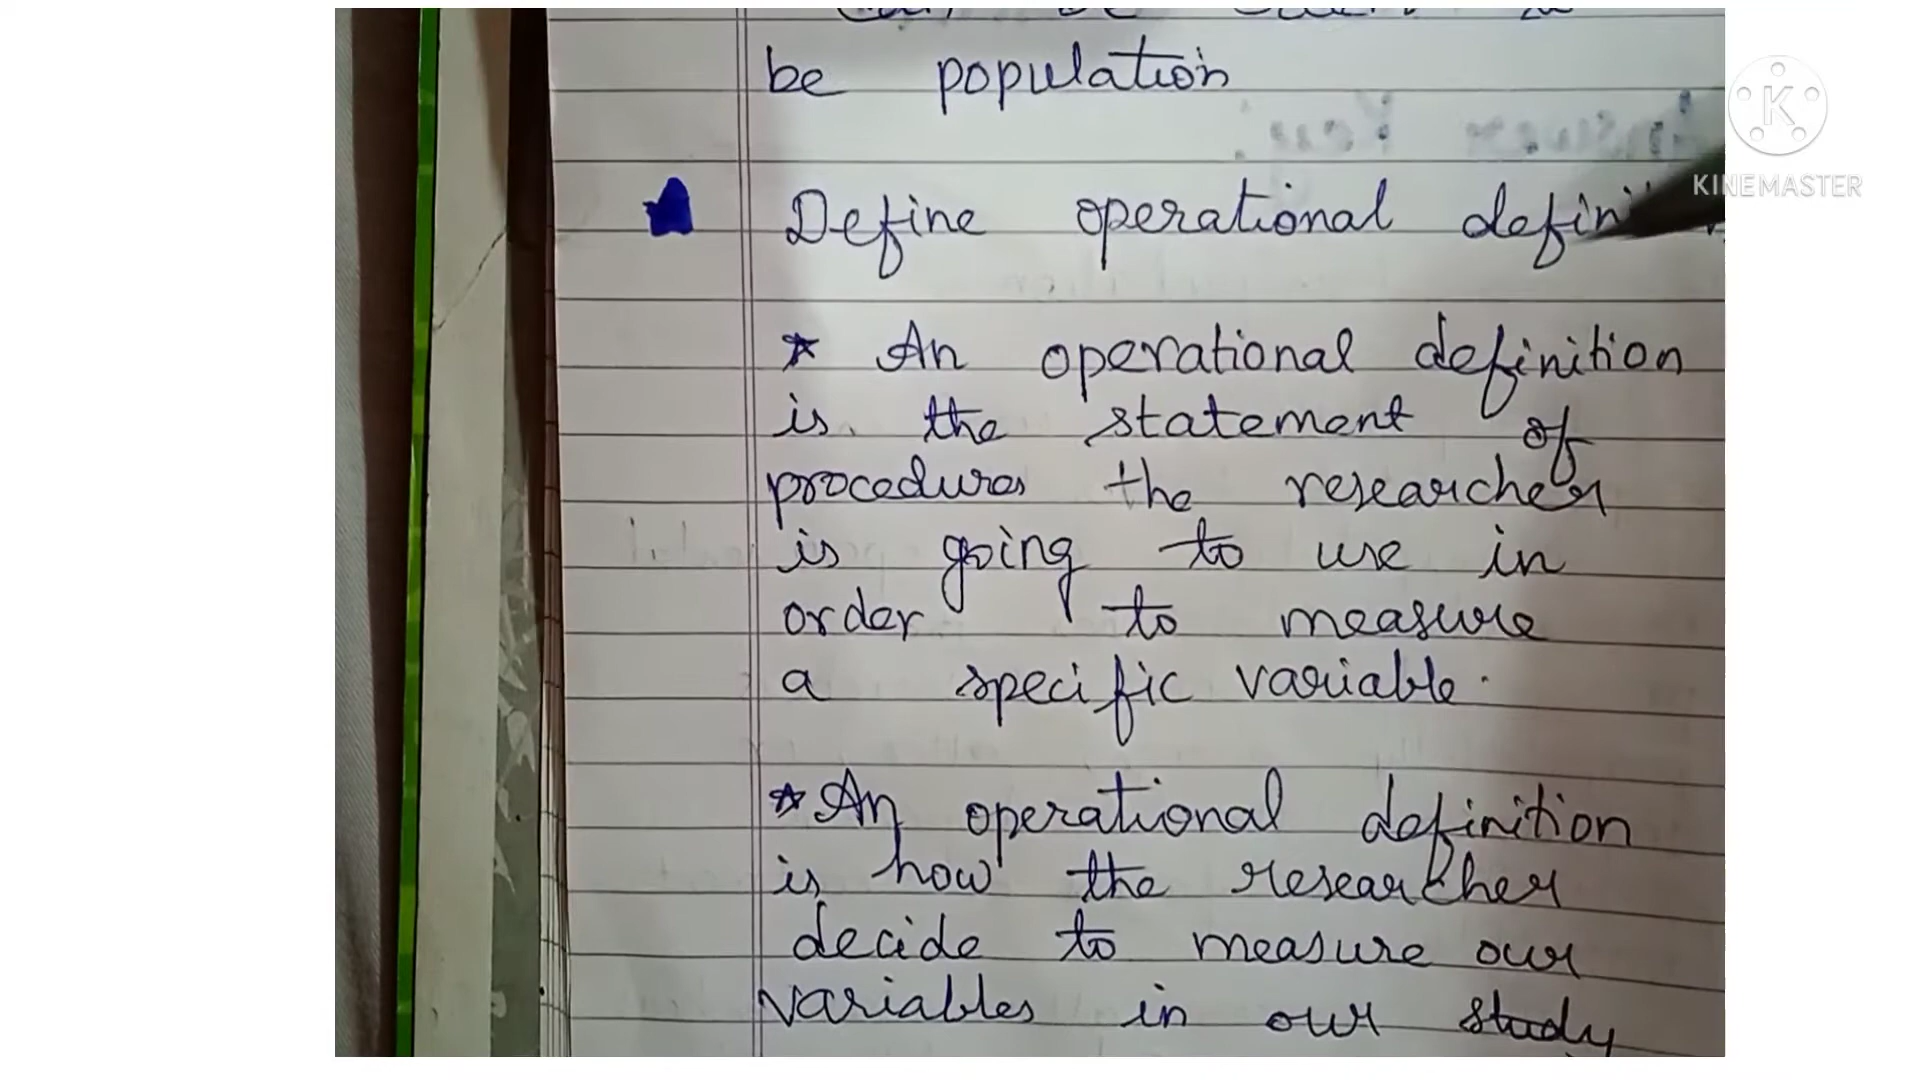 be population
Define operational
* An operational definition
is the statement of
procedures the researcher
is going to use in
order to measure
a specific variable.
* An operational definition
is how the researcher
decide to measure our
variables in our study
KINEMASTER